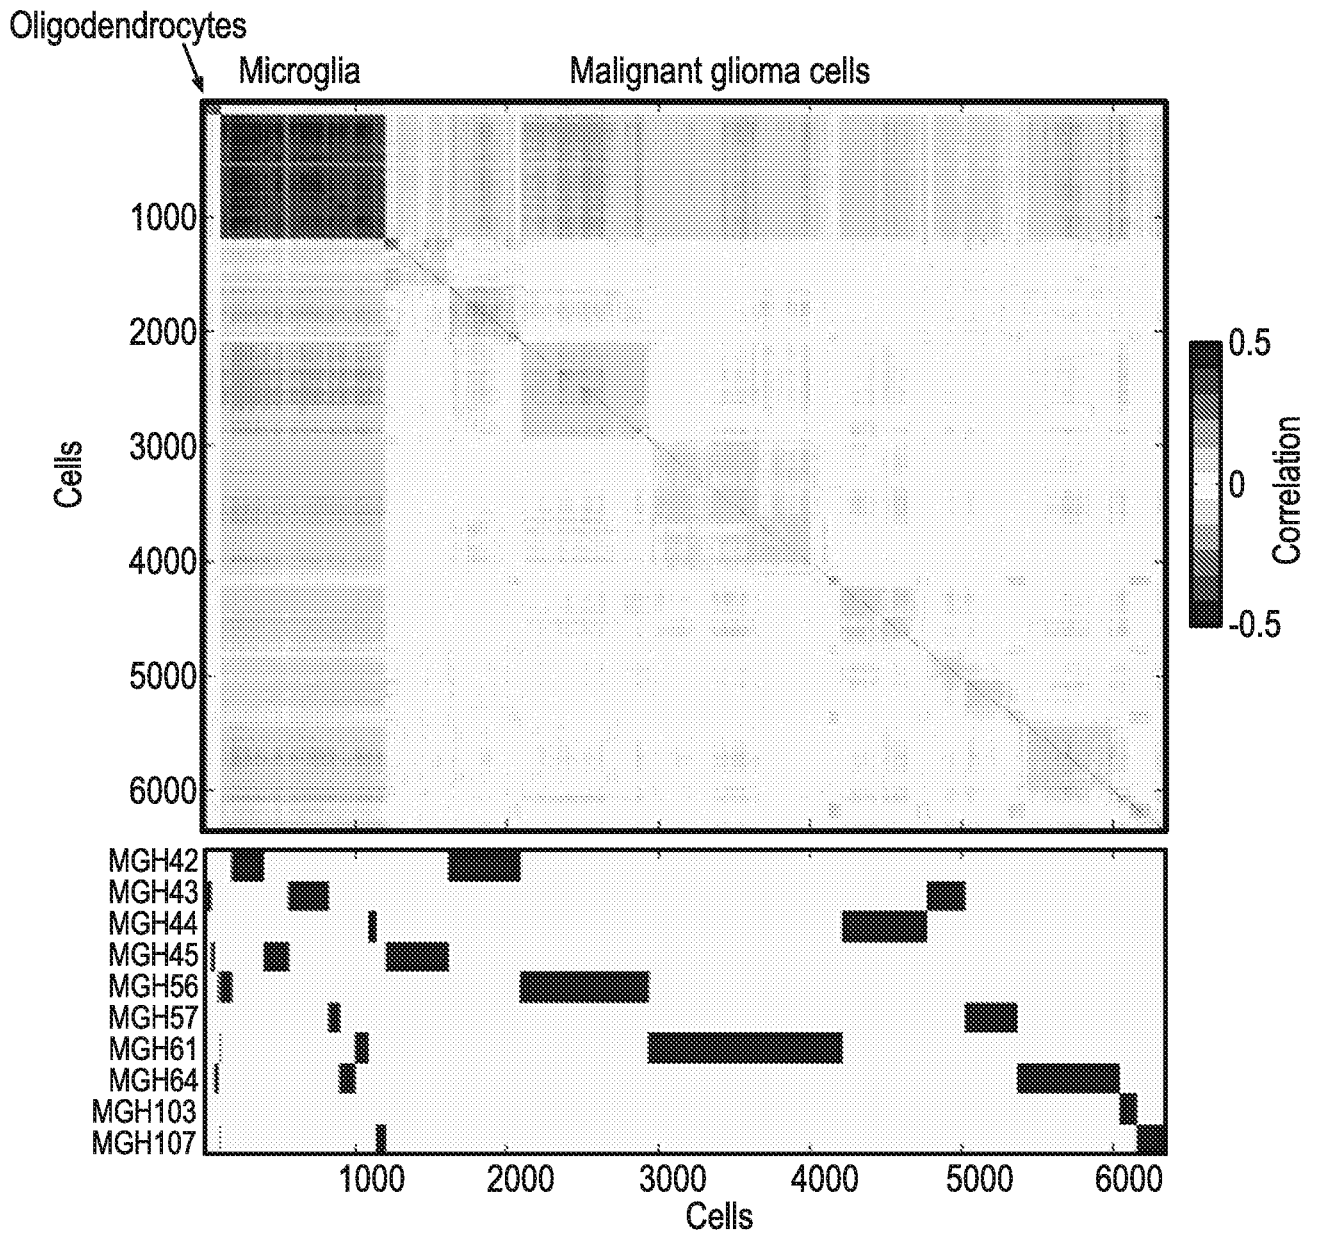 Oligodendrocytes
Microglia
Malignant glioma cells
1000
2000
3000
4000
5000
6000
Cells
0.5
0
-0.5
Correlation
MGH42
MGH43
MGH44
MGH45
MGH56
MGH57
MGH61
MGH64
MGH103
MGH107
1000 2000 3000 4000 5000 6000
Cells